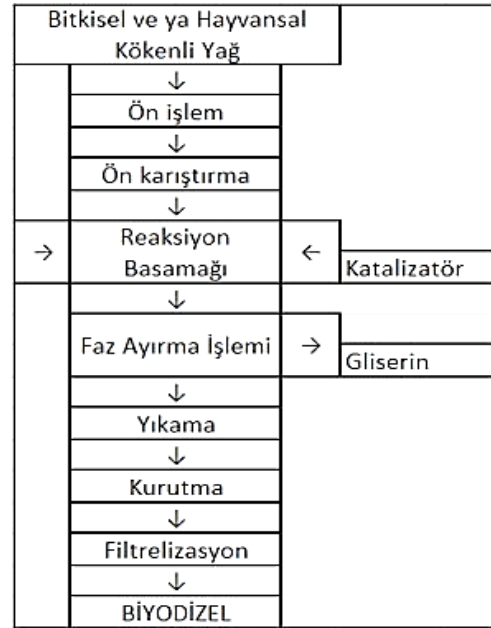 Bitkisel ve ya Hayvansal
Kökenli Yağ
↓
Ön işlem
↓
Ön karıştırma
↓
→ Reaksiyon Basamağı ← Katalizatör
↓
Faz Ayırma İşlemi → Gliserin
↓
Yıkama
↓
Kurutma
↓
Filtrelizasyon
↓
BİYODİZEL